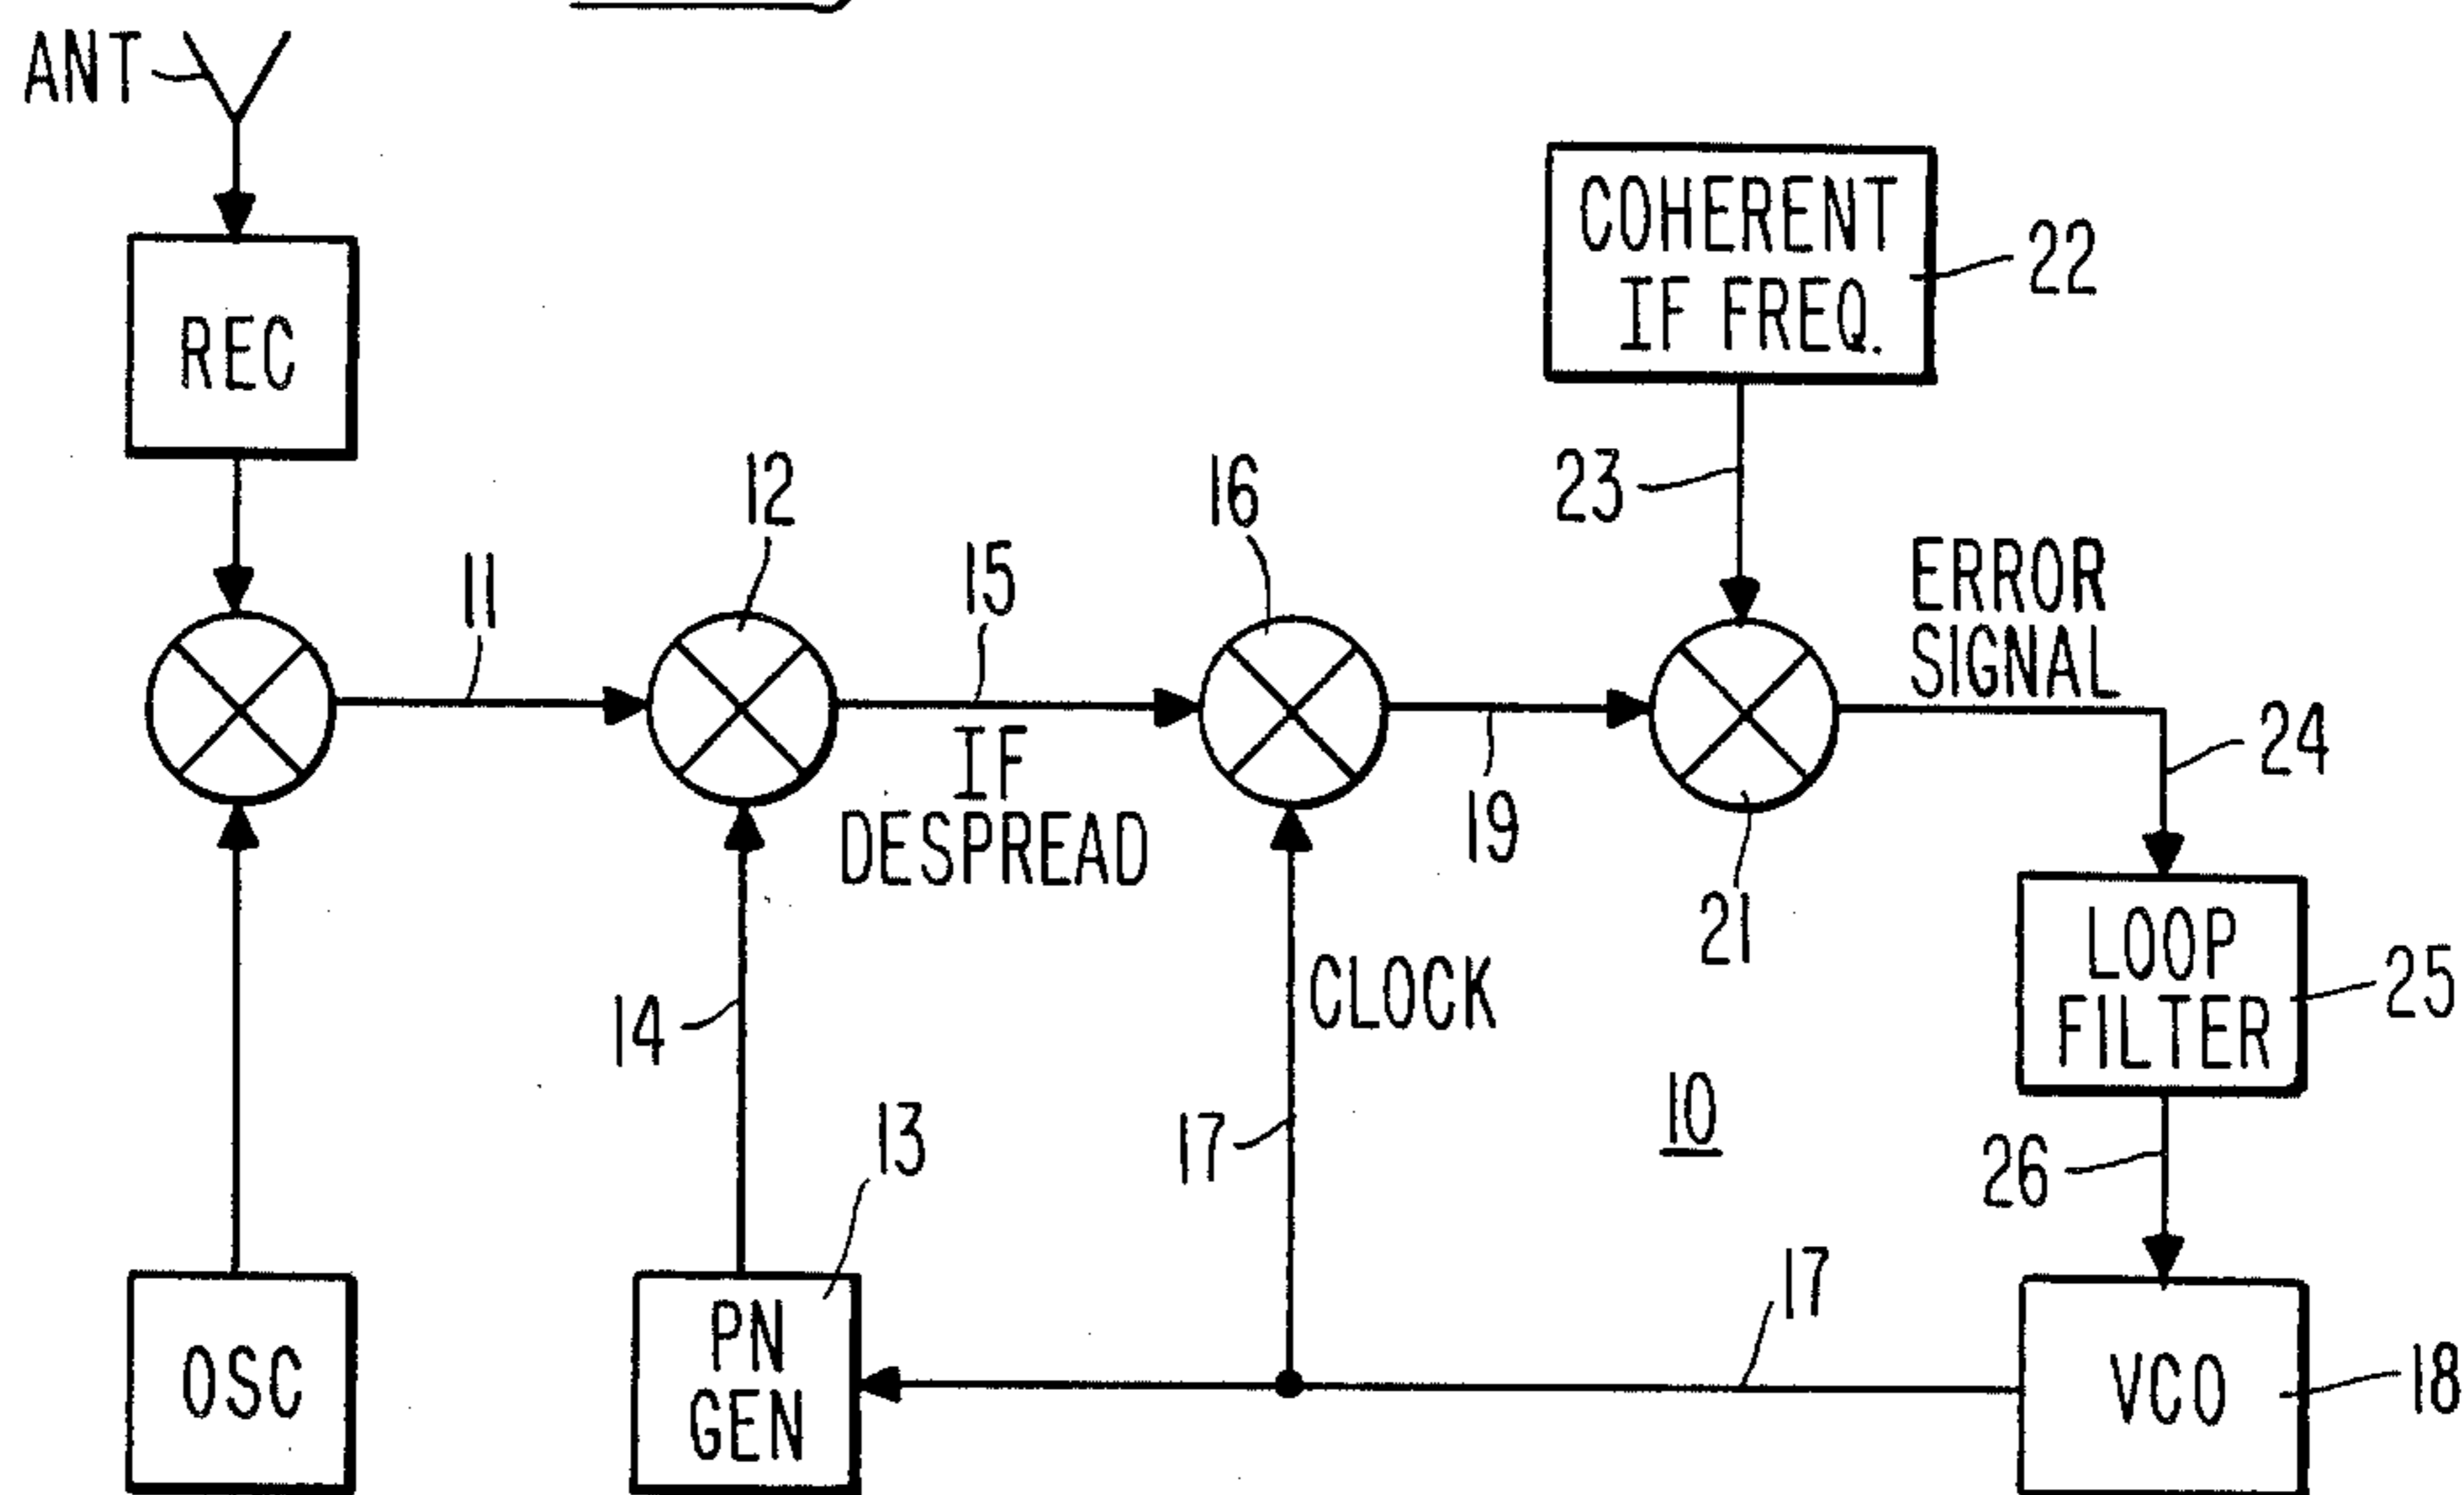 ANT
REC
COHERENT
IF FREQ.
22
23
12
16
11
15
ERROR
SIGNAL
24
IF
DESPREAD
19
21
LOOP
FILTER
25
14
CLOCK
13
17
10
26
17
OSC
PN
GEN
VCO
18